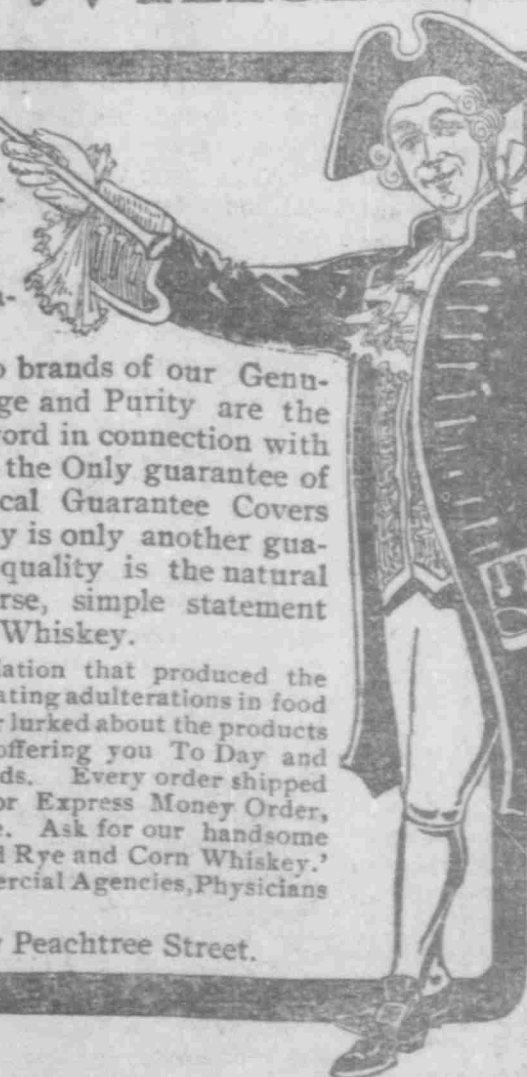 brands of our Genu-
ge and Purity are the
ord in connection with
the Only guarantee of
cal Guarantee Covers
y is only another gua-
quality is the natural
rse, simple statement
Whiskey.
ation that produced the
ating adulterations in food
r lurked about the products
offering you To Day and
ds. Every order shipped
or Express Money Order,
e. Ask for our handsome
l Rye and Corn Whiskey.'
ercial Agencies,Physicians
Peachtree Street.